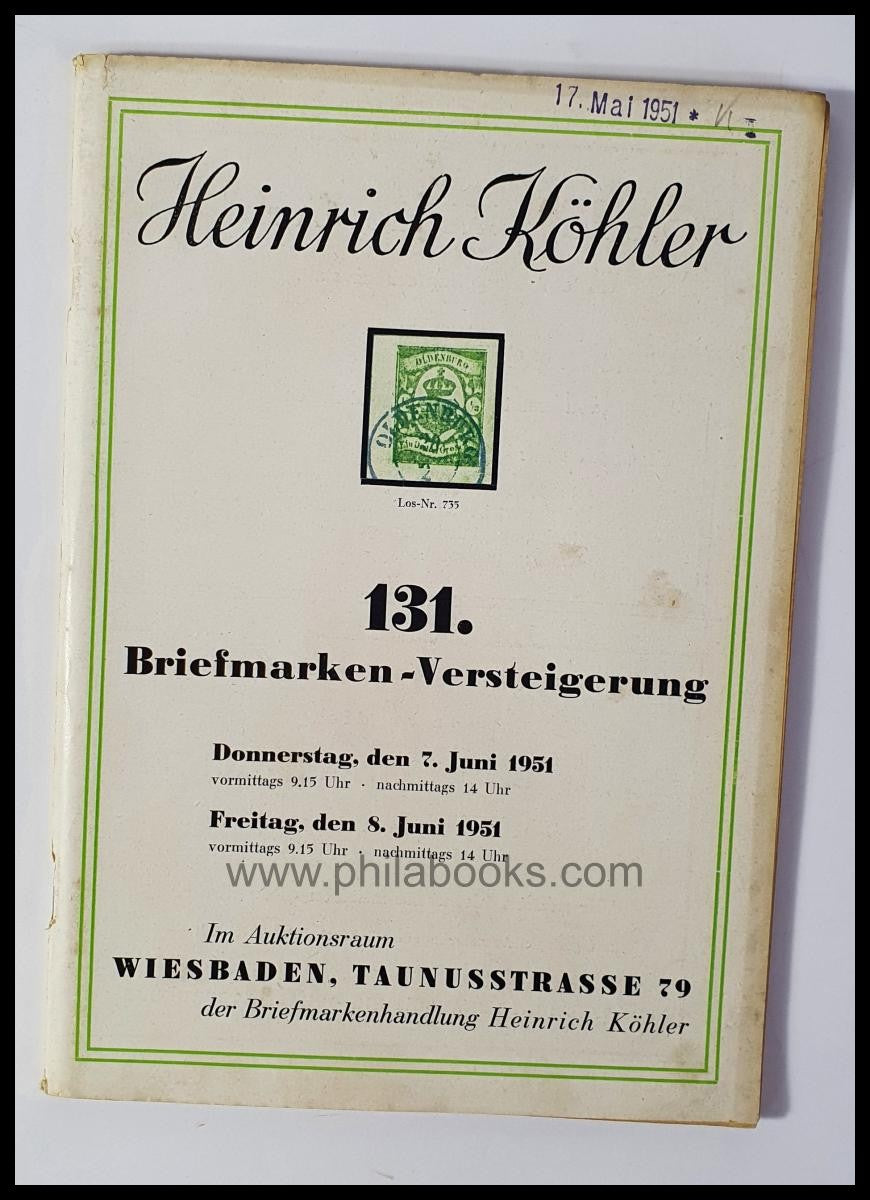 17. Mai 1951 *
Heinrich Köhler
OLDENBURG
OLDENBURG
20
Los-Nr. 735
131.
Briefmarken-Versteigerung
Donnerstag, den 7. Juni 1951
vormittags 9.15 Uhr · nachmittags 14 Uhr
Freitag, den 8. Juni 1951
vormittags 9.15 Uhr · nachmittags 14 Uhr
www.philabooks.com
Im Auktionsraum
WIESBADEN, TAUNUSSTRASSE 79
der Briefmarkenhandlung Heinrich Köhler